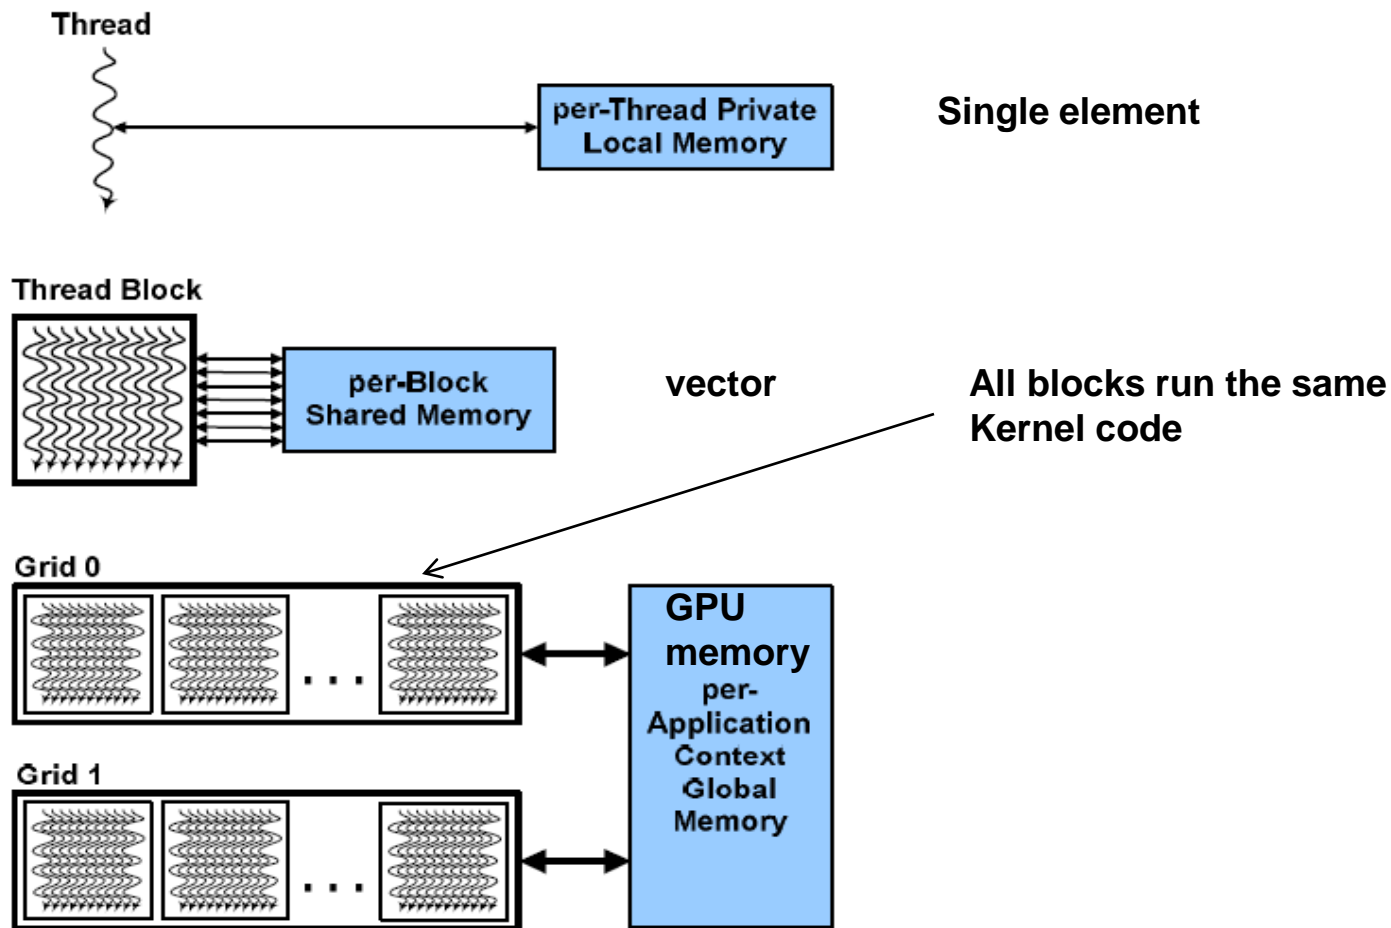 Thread
per-Thread Private
Local Memory
Single element
Thread Block
per-Block
Shared Memory
vector
All blocks run the same
Kernel code
Grid 0
. . .
GPU
memory
per-
Application
Context
Global
Memory
Grid 1
. . .